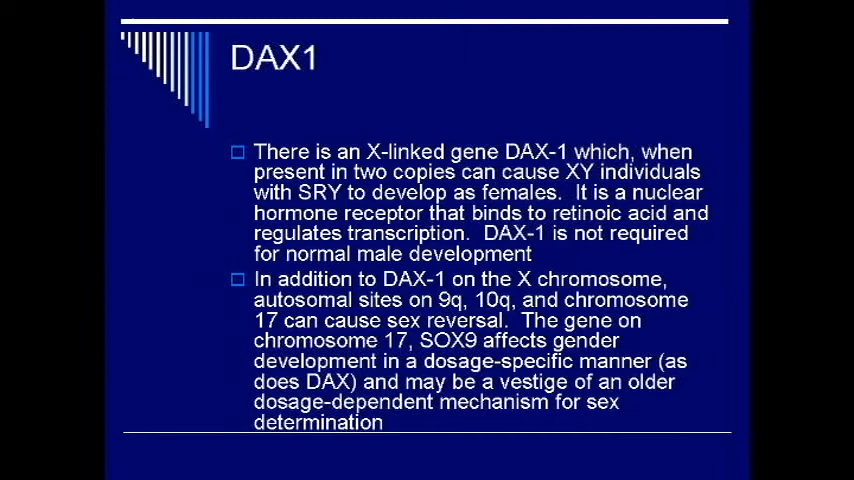 DAX1
There is an X-linked gene DAX-1 which, when
present in two copies can cause XY individuals
with SRY to develop as females. It is a nuclear
hormone receptor that binds to retinoic acid and
regulates transcription. DAX-1 is not required
for normal male development
In addition to DAX-1 on the X chromosome,
autosomal sites on 9q, 10q, and chromosome
17 can cause sex reversal. The gene on
chromosome 17, SOX9 affects gender
development in a dosage-specific manner (as
does DAX) and may be a vestige of an older
dosage-dependent mechanism for sex
determination